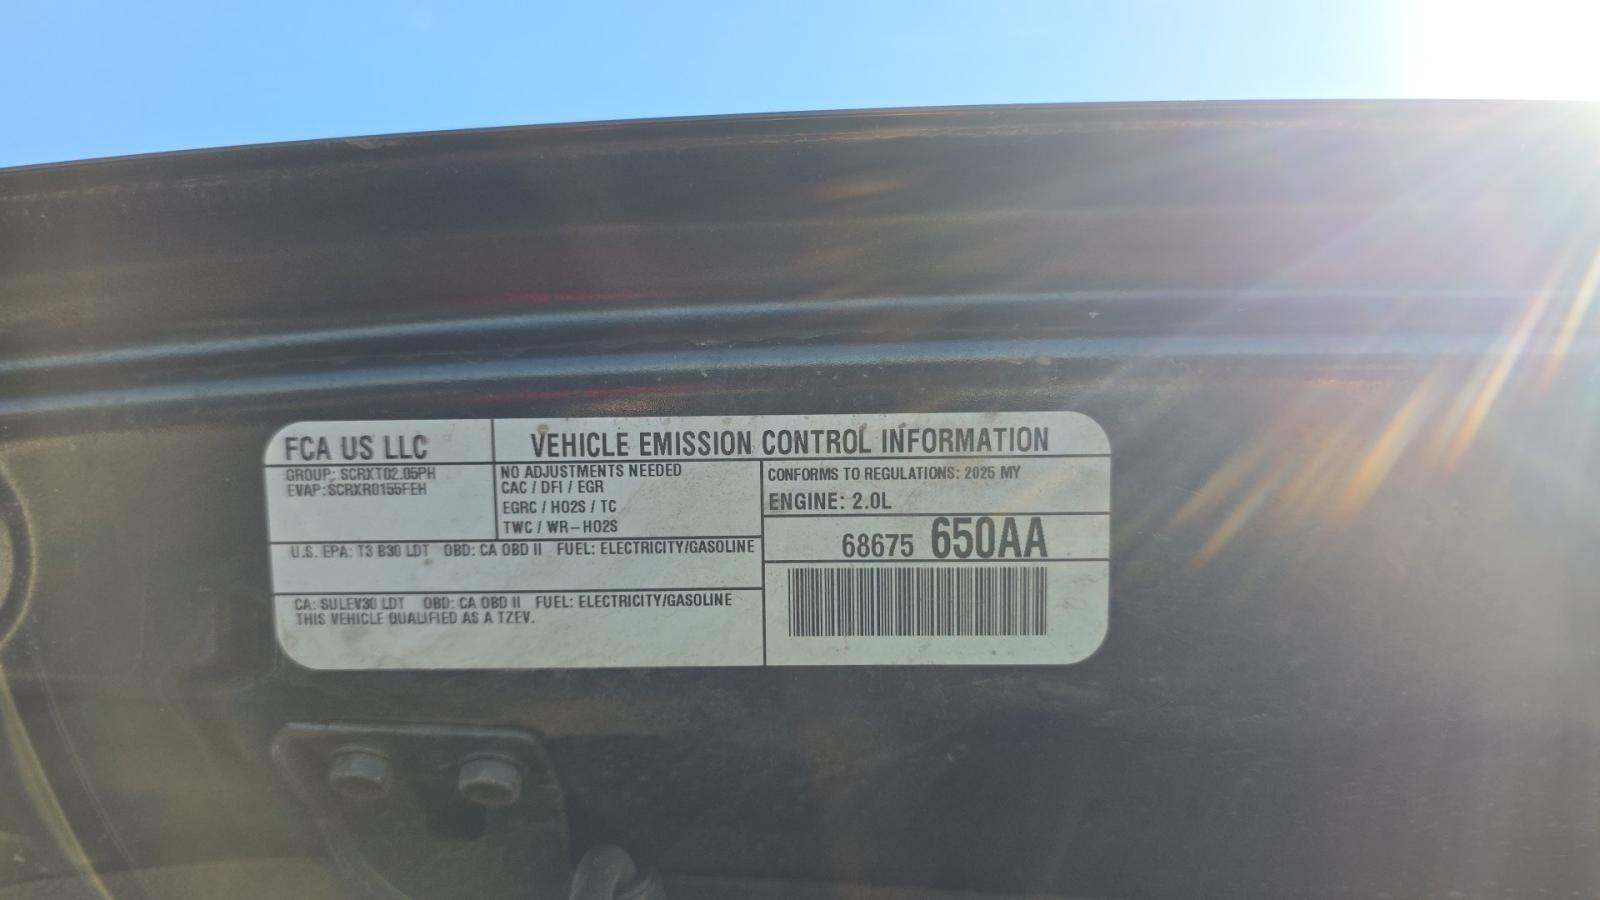 FCA US LLC
VEHICLE EMISSION CONTROL INFORMATION
GROUP: SCRXT02.05PH
EVAP: SCRXR0155FEH
NO ADJUSTMENTS NEEDED
CAC / DFI / EGR
EGRC / HO2S / TC
TWC / WR-HO2S
CONFORMS TO REGULATIONS: 2025 MY
ENGINE: 2.0L
68675 650AA
U.S. EPA: T3 B30 LDT OBD: CA OBD II FUEL: ELECTRICITY/GASOLINE
CA: SULEV30 LDT OBD: CA OBD II FUEL: ELECTRICITY/GASOLINE
THIS VEHICLE QUALIFIED AS A TZEV.